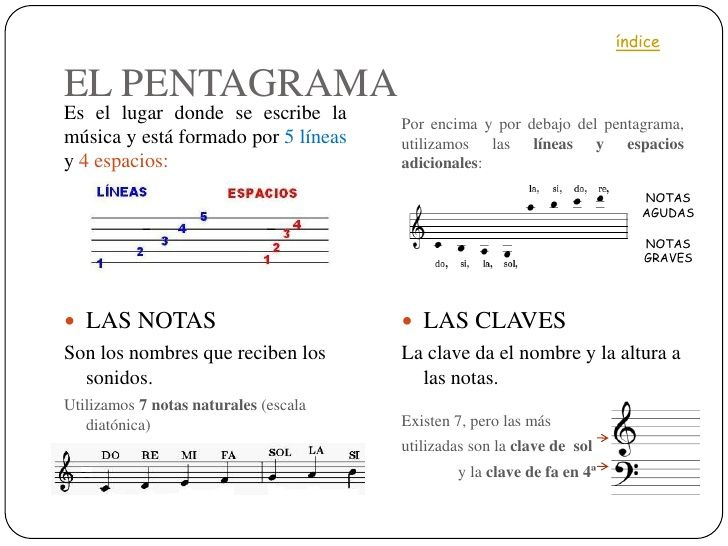 índice
EL PENTAGRAMA
Es el lugar donde se escribe la
música y está formado por 5 líneas
y 4 espacios:
LÍNEAS ESPACIOS
1 2 3 4 5
1 2 3 4
Por encima y por debajo del pentagrama,
utilizamos las líneas y espacios
adicionales:
la, si, do, re,
NOTAS
AGUDAS
NOTAS
GRAVES
do, si, la, sol,
• LAS NOTAS
Son los nombres que reciben los
sonidos.
Utilizamos 7 notas naturales (escala
diatónica)
DO RE MI FA SOL LA SI
• LAS CLAVES
La clave da el nombre y la altura a
las notas.
Existen 7, pero las más
utilizadas son la clave de sol
y la clave de fa en 4ª